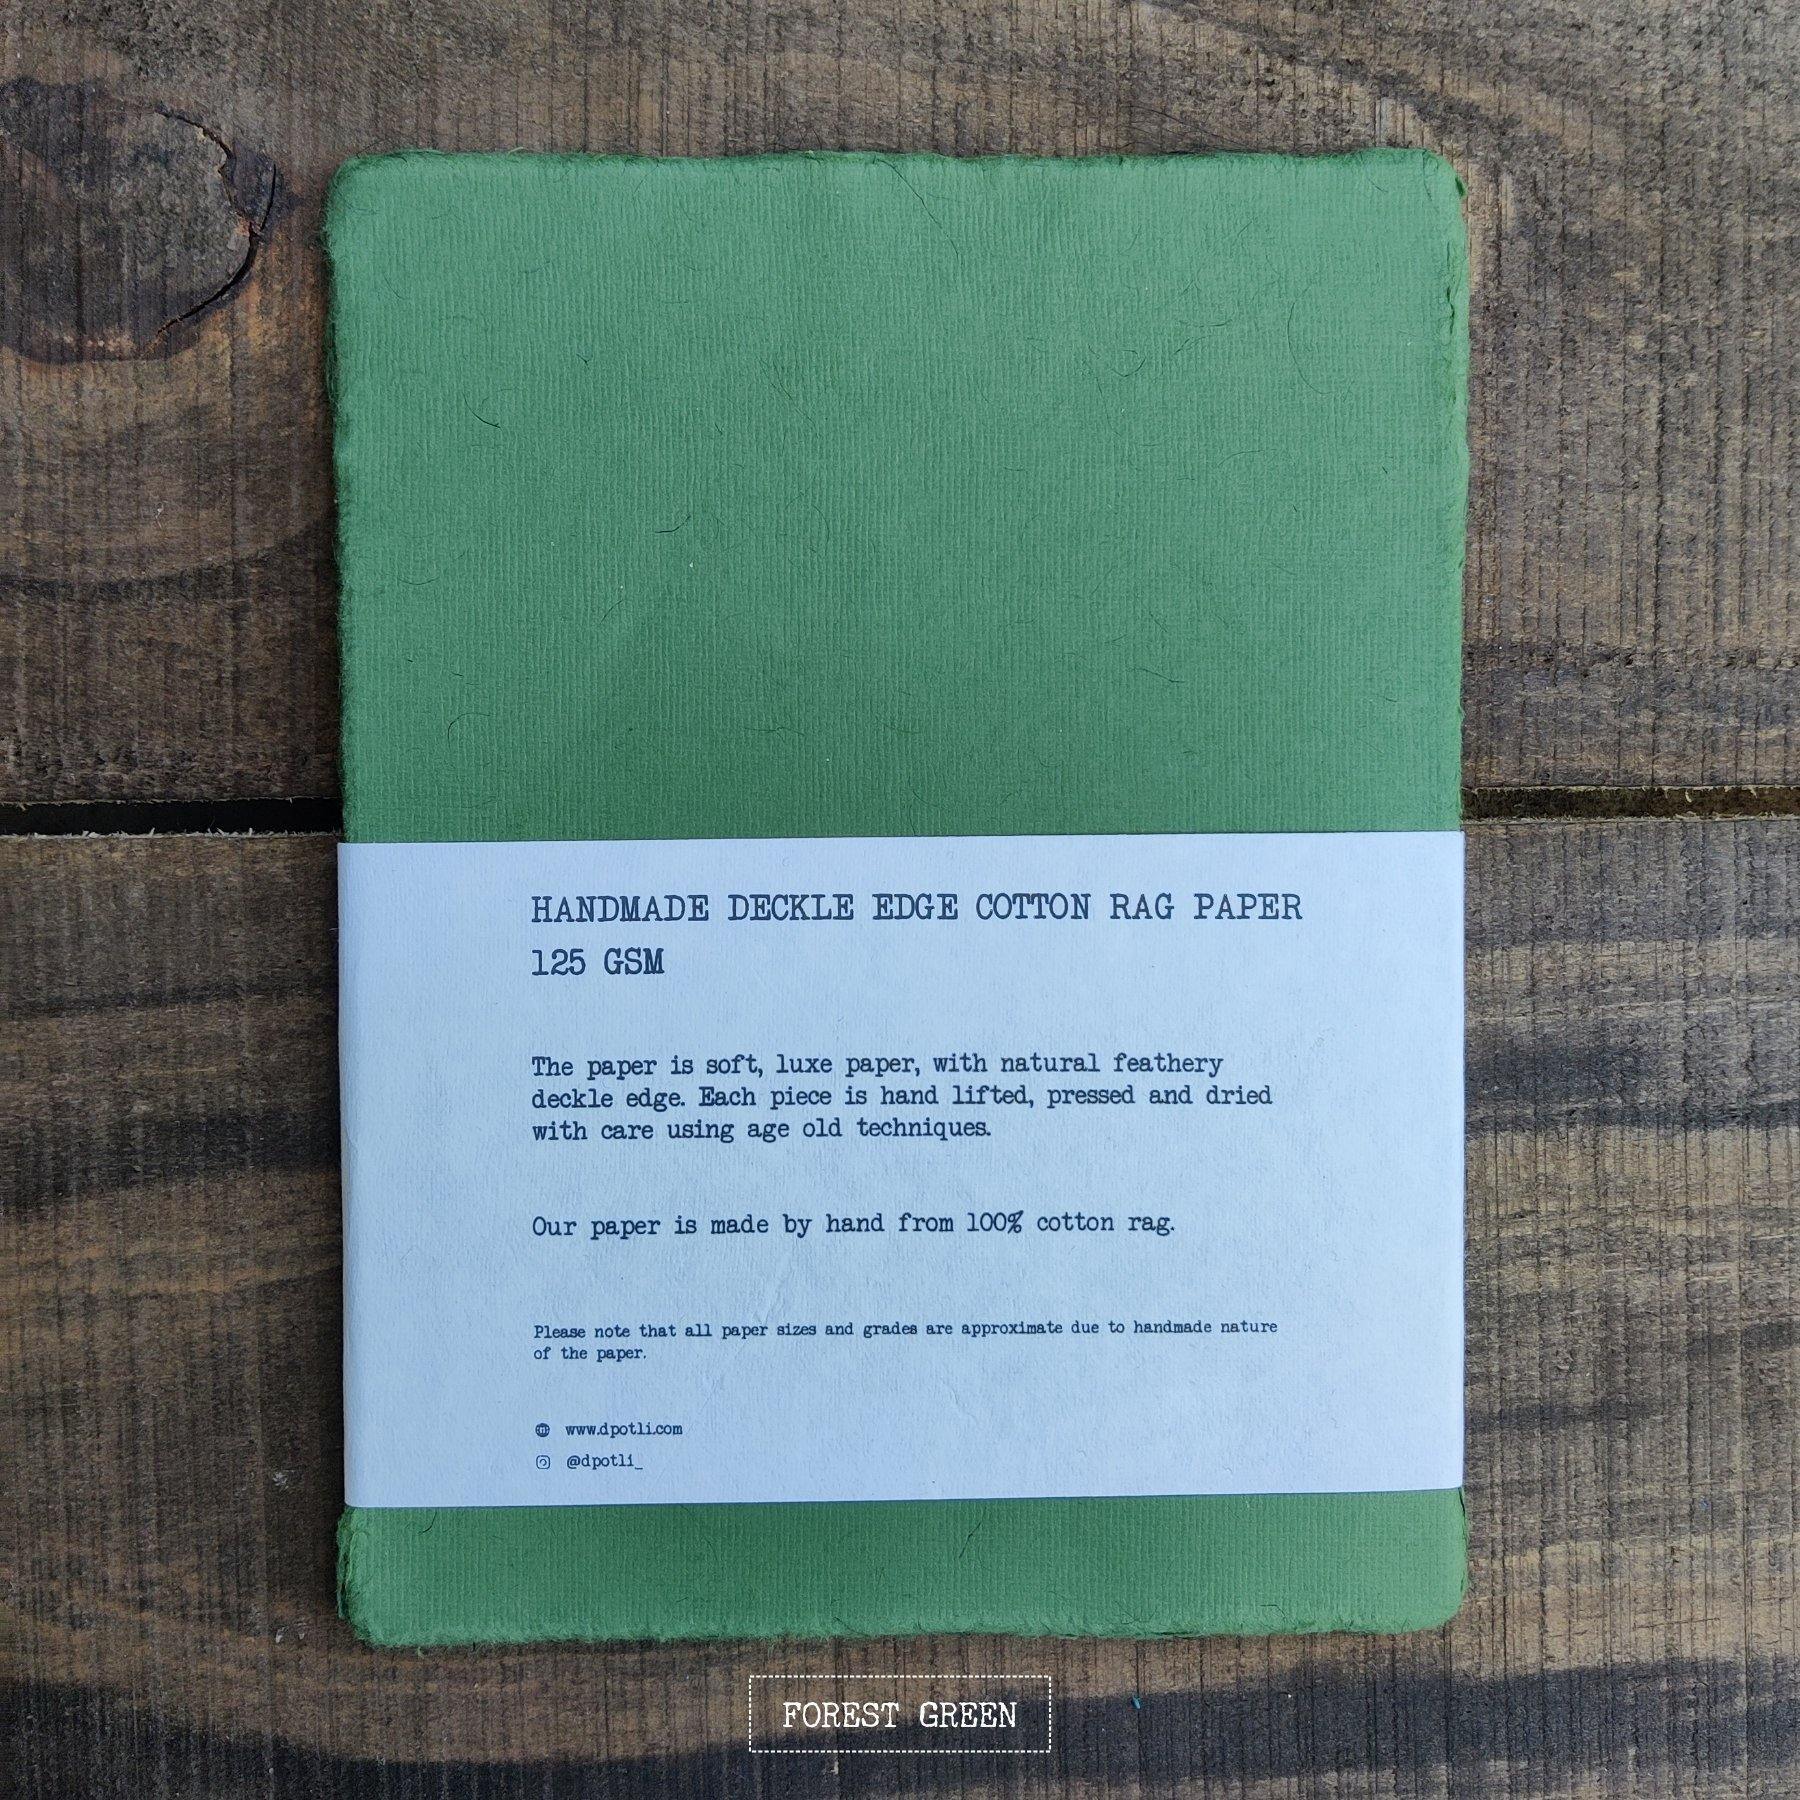 HANDMADE DECKLE EDGE COTTON RAG PAPER
125 GSM
The paper is soft, luxe paper, with natural feathery
deckle edge. Each piece is hand lifted, pressed and dried
with care using age old techniques.
Our paper is made by hand from 100% cotton rag.
Please note that all paper sizes and grades are approximate due to handmade nature
of the paper.
www.dpotli.com
@dpotli_
FOREST GREEN